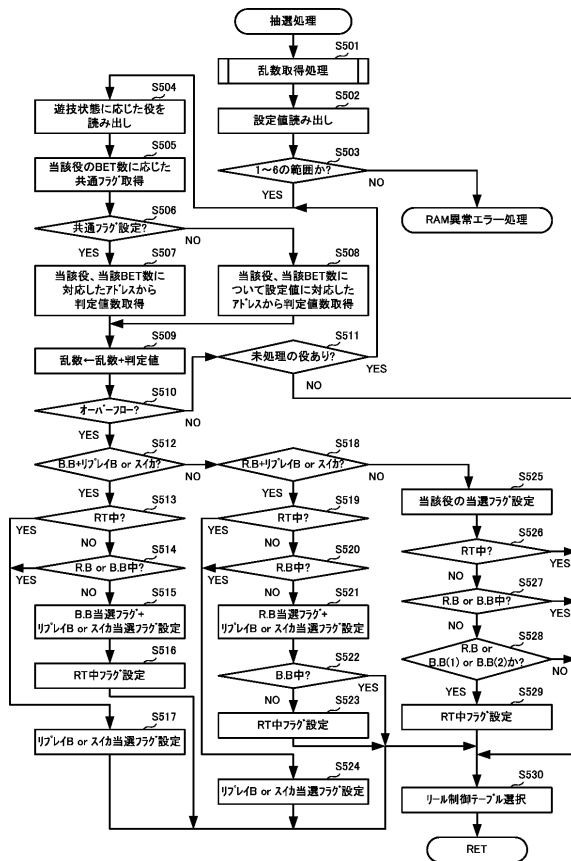 抽選処理
S501
乱数取得処理
S502
設定値読み出し
S503
1～6の範囲か?
YES
NO
RAM異常エラー処理
S504
遊技状態に応じた役を
読み出し
S505
当該役のBET数に応じた
共通フラグ取得
S506
共通フラグ設定?
YES
NO
S507
当該役、当該BET数に
対応したアドレスから
判定値数取得
S508
当該役、当該BET数に
ついて設定値に対応した
アドレスから判定値数取得
S509
乱数←乱数+判定値
S510
オーバーフロー?
YES
NO
S511
未処理の役あり?
YES
NO
S512
B.B+リプレイB or スイカ?
YES
NO
S513
RT中?
YES
NO
S514
R.B or B.B中?
YES
NO
S515
B.B当選フラグ+
リプレイB or スイカ当選フラグ設定
S516
RT中フラグ設定
S517
リプレイB or スイカ当選フラグ設定
S518
R.B+リプレイB or スイカ?
YES
NO
S519
RT中?
YES
NO
S520
R.B中?
YES
NO
S521
R.B当選フラグ+
リプレイB or スイカ当選フラグ設定
S522
B.B中?
YES
NO
S523
RT中フラグ設定
S524
リプレイB or スイカ当選フラグ設定
S525
当該役の当選フラグ設定
S526
RT中?
YES
NO
S527
R.B or B.B中?
YES
NO
S528
R.B or
B.B(1) or B.B(2)か?
YES
NO
S529
RT中フラグ設定
S530
リール制御テーブル選択
RET